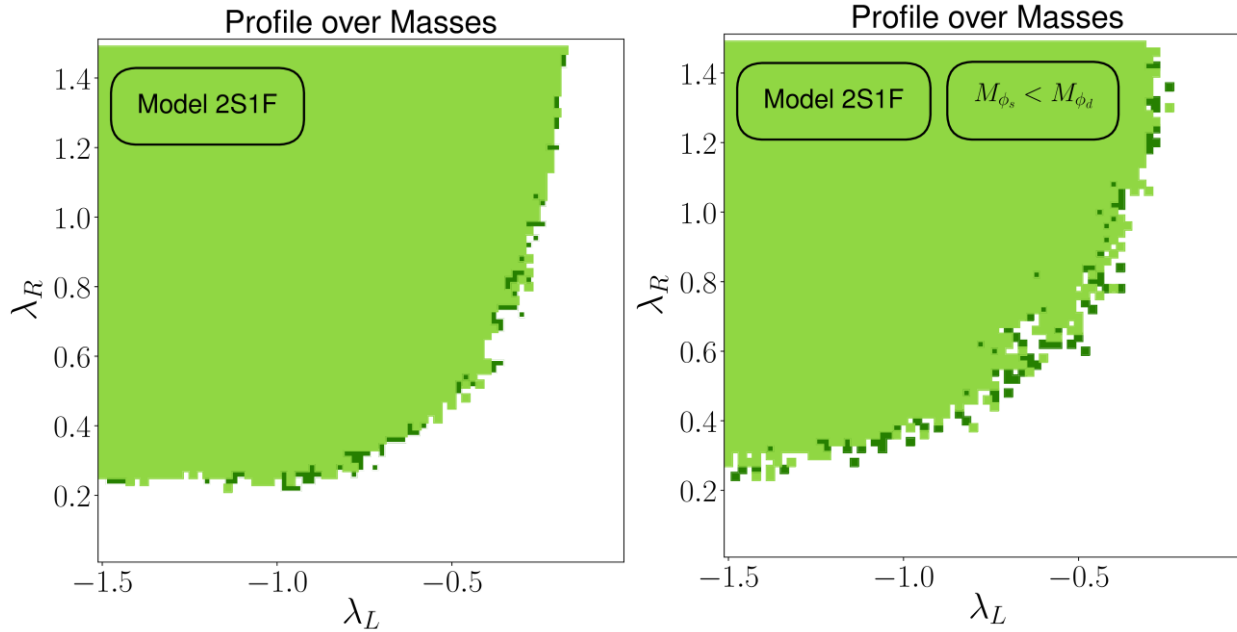 Profile over Masses
1.4
1.2
1.0
0.8
0.6
0.4
0.2
λ_R
Model 2S1F
−1.5
−1.0
−0.5
λ_L
Profile over Masses
1.4
1.2
1.0
0.8
0.6
0.4
0.2
λ_R
Model 2S1F
M_{ϕ_s} < M_{ϕ_d}
−1.5
−1.0
−0.5
λ_L